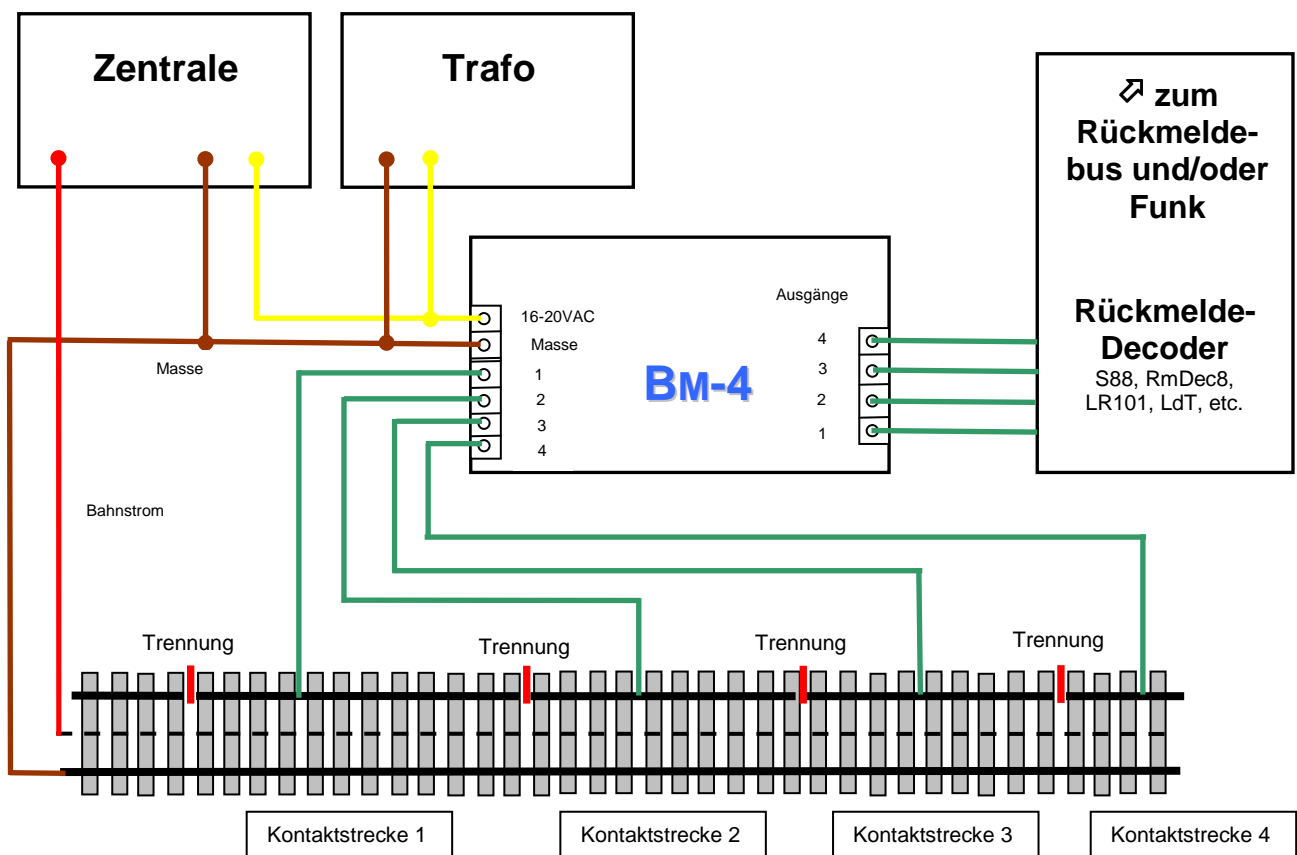 Zentrale
Trafo
zum
Rückmelde-
bus und/oder
Funk
Rückmelde-
Decoder
S88, RmDec8,
LR101, LdT, etc.
Ausgänge
16-20VAC
Masse
1
2
3
4
BM-4
4
3
2
1
Masse
Bahnstrom
Trennung
Trennung
Trennung
Trennung
Kontaktstrecke 1
Kontaktstrecke 2
Kontaktstrecke 3
Kontaktstrecke 4